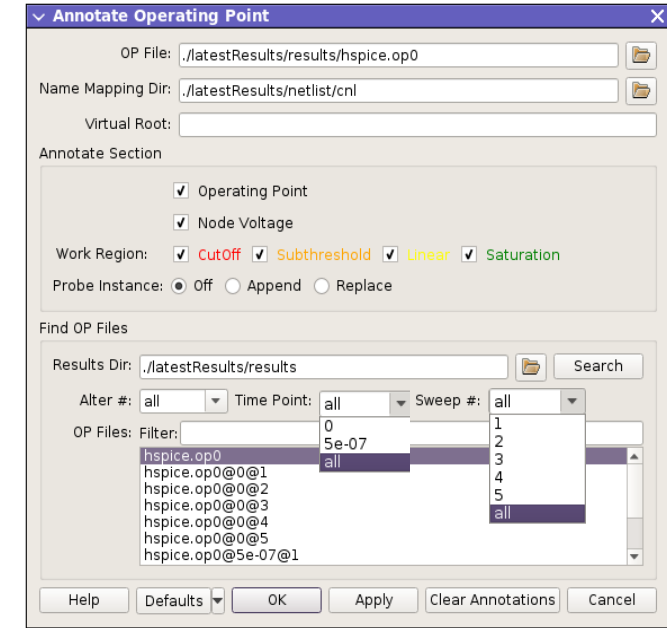 Annotate Operating Point
OP File: ./latestResults/results/hspice.op0
Name Mapping Dir: ./latestResults/netlist/cnl
Virtual Root:
Annotate Section
Operating Point
Node Voltage
Work Region: CutOff Subthreshold Linear Saturation
Probe Instance: Off Append Replace
Find OP Files
Results Dir: ./latestResults/results Search
Alter #: all Time Point: all Sweep #: all
OP Files: Filter:
0
5e-07
all
1
2
3
4
5
all
hspice.op0
hspice.op0@0@1
hspice.op0@0@2
hspice.op0@0@3
hspice.op0@0@4
hspice.op0@0@5
hspice.op0@5e-07@1
Help Defaults OK Apply Clear Annotations Cancel